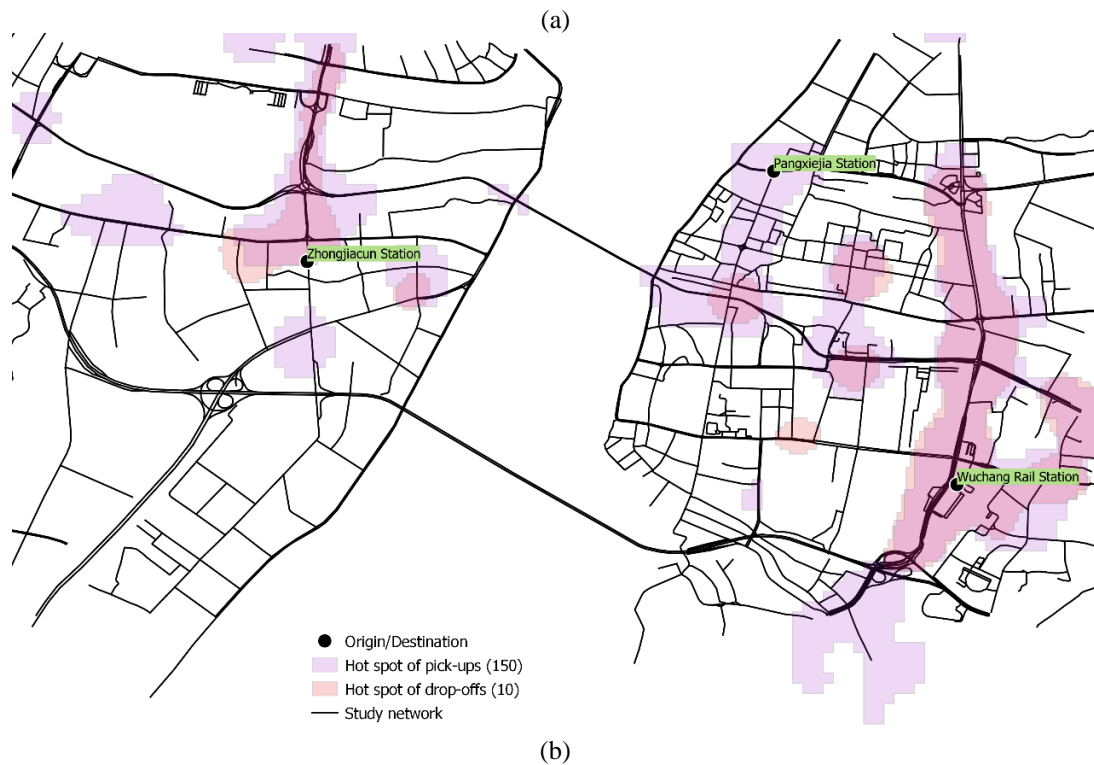 (a)
Pangxiejia Station
Zhongjiacun Station
Wuchang Rail Station
Origin/Destination
Hot spot of pick-ups (150)
Hot spot of drop-offs (10)
Study network
(b)